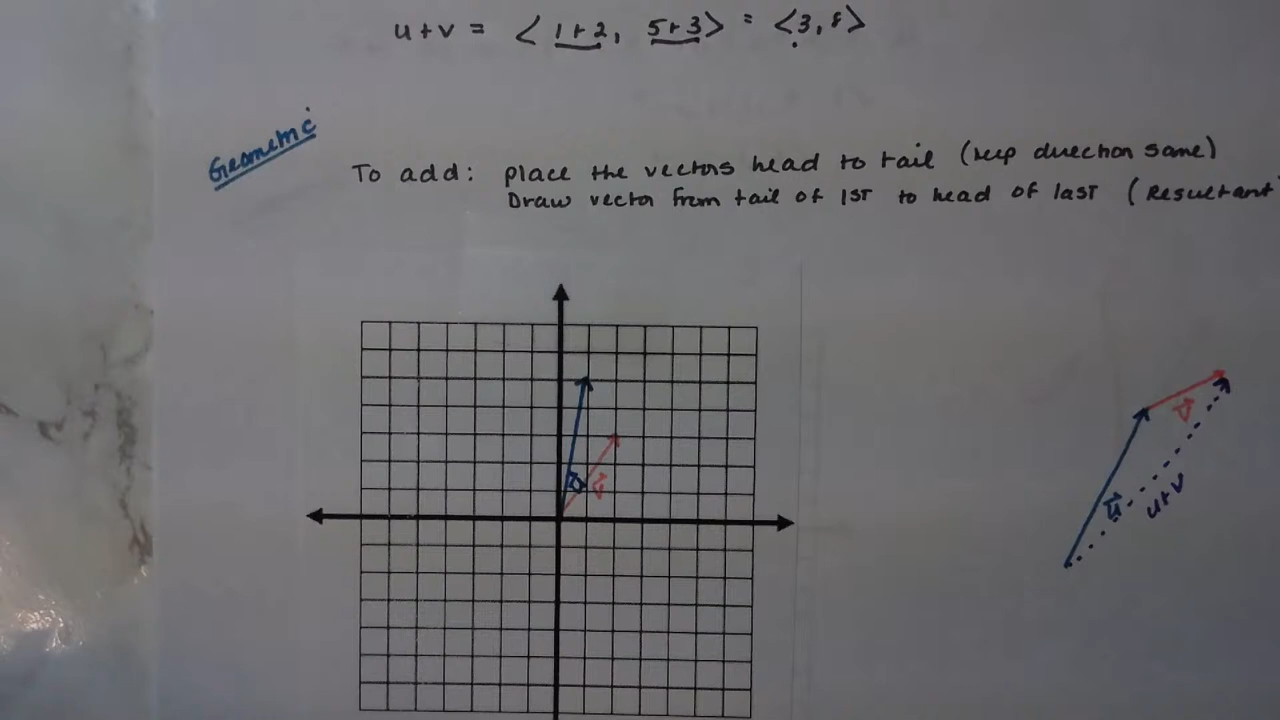 u + v = < 1+2, 5+3 > = <3, 8>
Geometric
To add: place the vectors head to tail (keep direction same)
Draw vector from tail of 1ST to head of last (Resultant
u
v
u
v
u+v